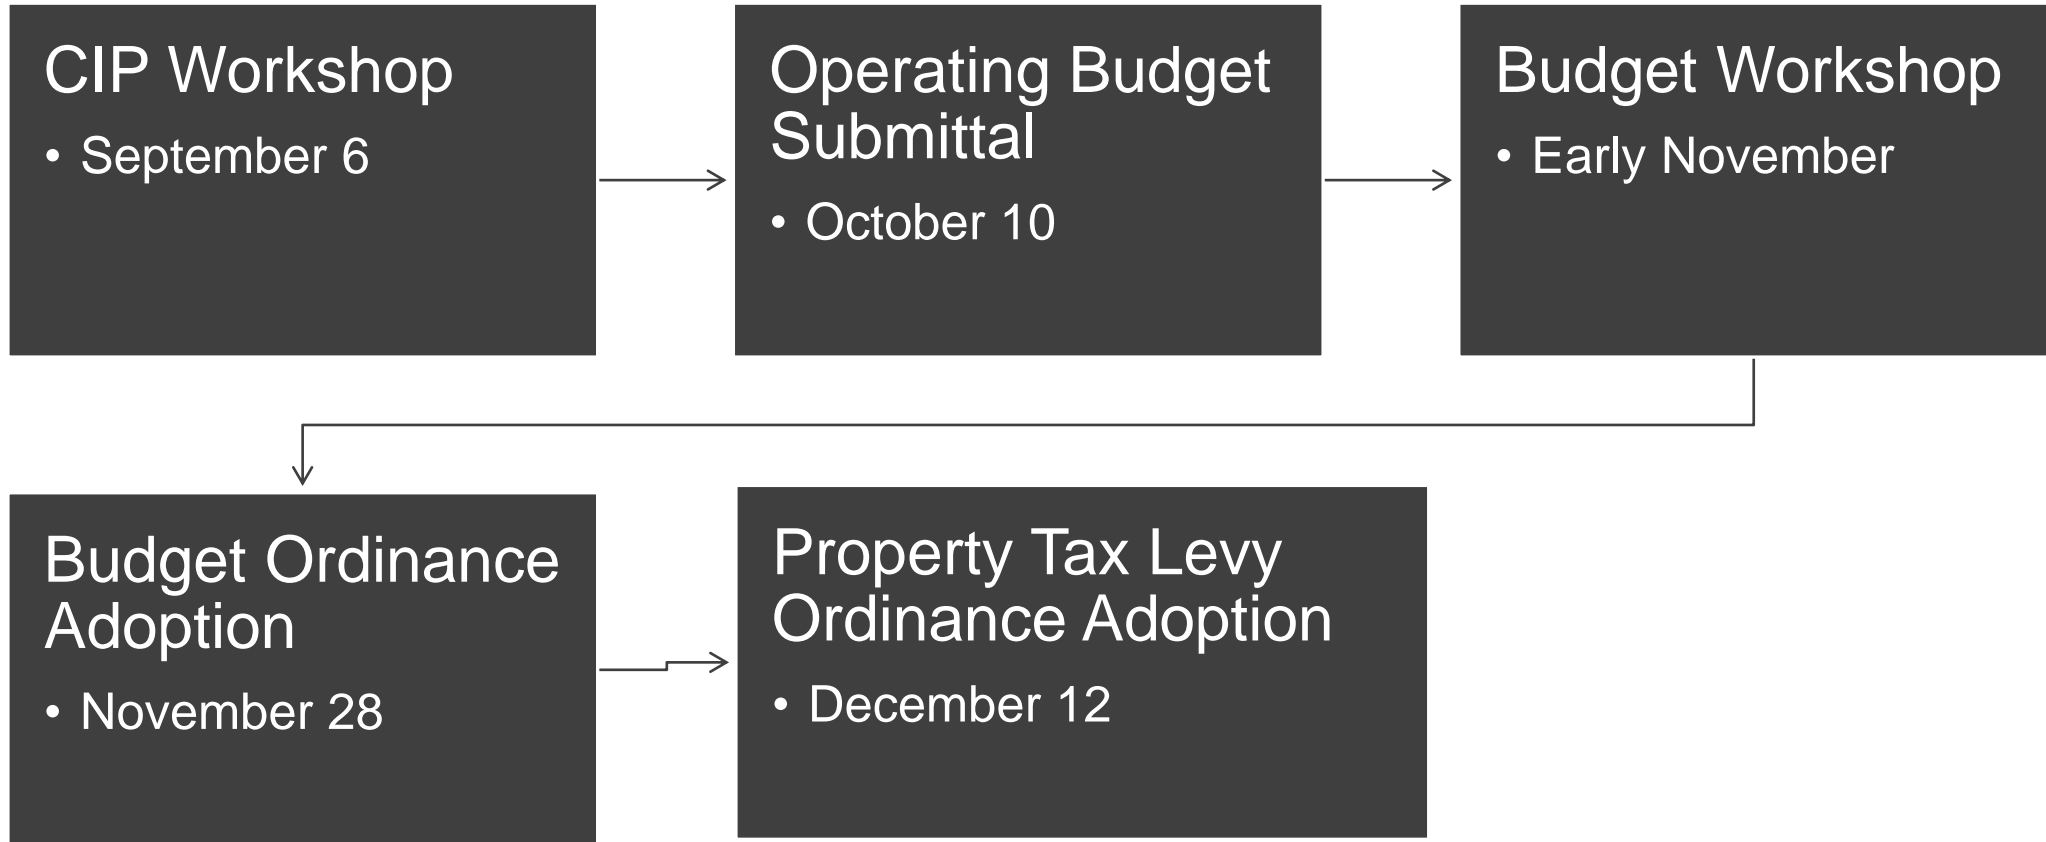 CIP Workshop
• September 6
Operating Budget
Submittal
• October 10
Budget Workshop
• Early November
Budget Ordinance
Adoption
• November 28
Property Tax Levy
Ordinance Adoption
• December 12